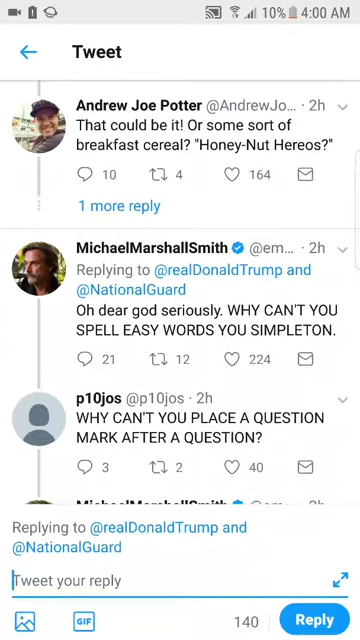 10% 4:00 AM
Tweet
Andrew Joe Potter @AndrewJo... · 2h
That could be it! Or some sort of
breakfast cereal? "Honey-Nut Hereos?"
10 4 164
1 more reply
MichaelMarshallSmith @em... · 2h
Replying to @realDonaldTrump and
@NationalGuard
Oh dear god seriously. WHY CAN'T YOU
SPELL EASY WORDS YOU SIMPLETON.
21 12 224
p10jos @p10jos · 2h
WHY CAN'T YOU PLACE A QUESTION
MARK AFTER A QUESTION?
3 2 40
MichaelMarshallSmith @em... · 2h
Replying to @realDonaldTrump and
@NationalGuard
Tweet your reply
GIF 140 Reply